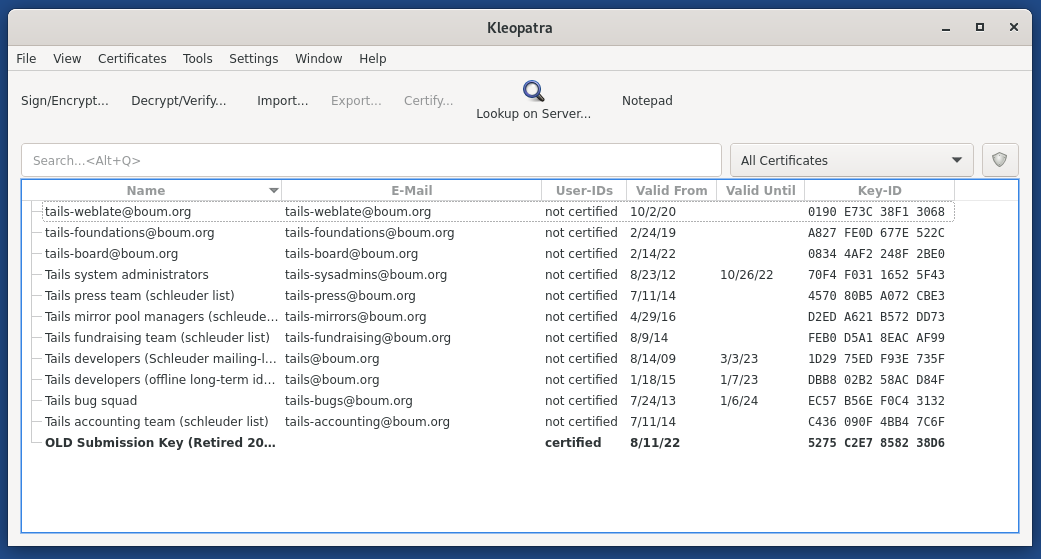 Kleopatra
File View Certificates Tools Settings Window Help
Sign/Encrypt... Decrypt/Verify... Import... Export... Certify... Lookup on Server... Notepad
Search...<Alt+Q> All Certificates
Name E-Mail User-IDs Valid From Valid Until Key-ID
tails-weblate@boum.org tails-weblate@boum.org not certified 10/2/20 0190 E73C 38F1 3068
tails-foundations@boum.org tails-foundations@boum.org not certified 2/24/19 A827 FE0D 677E 522C
tails-board@boum.org tails-board@boum.org not certified 2/14/22 0834 4AF2 248F 2BE0
Tails system administrators tails-sysadmins@boum.org not certified 8/23/12 10/26/22 70F4 F031 1652 5F43
Tails press team (schleuder list) tails-press@boum.org not certified 7/11/14 4570 80B5 A072 CBE3
Tails mirror pool managers (schleude... tails-mirrors@boum.org not certified 4/29/16 D2ED A621 B572 DD73
Tails fundraising team (schleuder list) tails-fundraising@boum.org not certified 8/9/14 FEB0 D5A1 8EAC AF99
Tails developers (Schleuder mailing-l... tails@boum.org not certified 8/14/09 3/3/23 1D29 75ED F93E 735F
Tails developers (offline long-term id... tails@boum.org not certified 1/18/15 1/7/23 DBB8 02B2 58AC D84F
Tails bug squad tails-bugs@boum.org not certified 7/24/13 1/6/24 EC57 B56E F0C4 3132
Tails accounting team (schleuder list) tails-accounting@boum.org not certified 7/11/14 C436 090F 4BB4 7C6F
OLD Submission Key (Retired 20... certified 8/11/22 5275 C2E7 8582 38D6